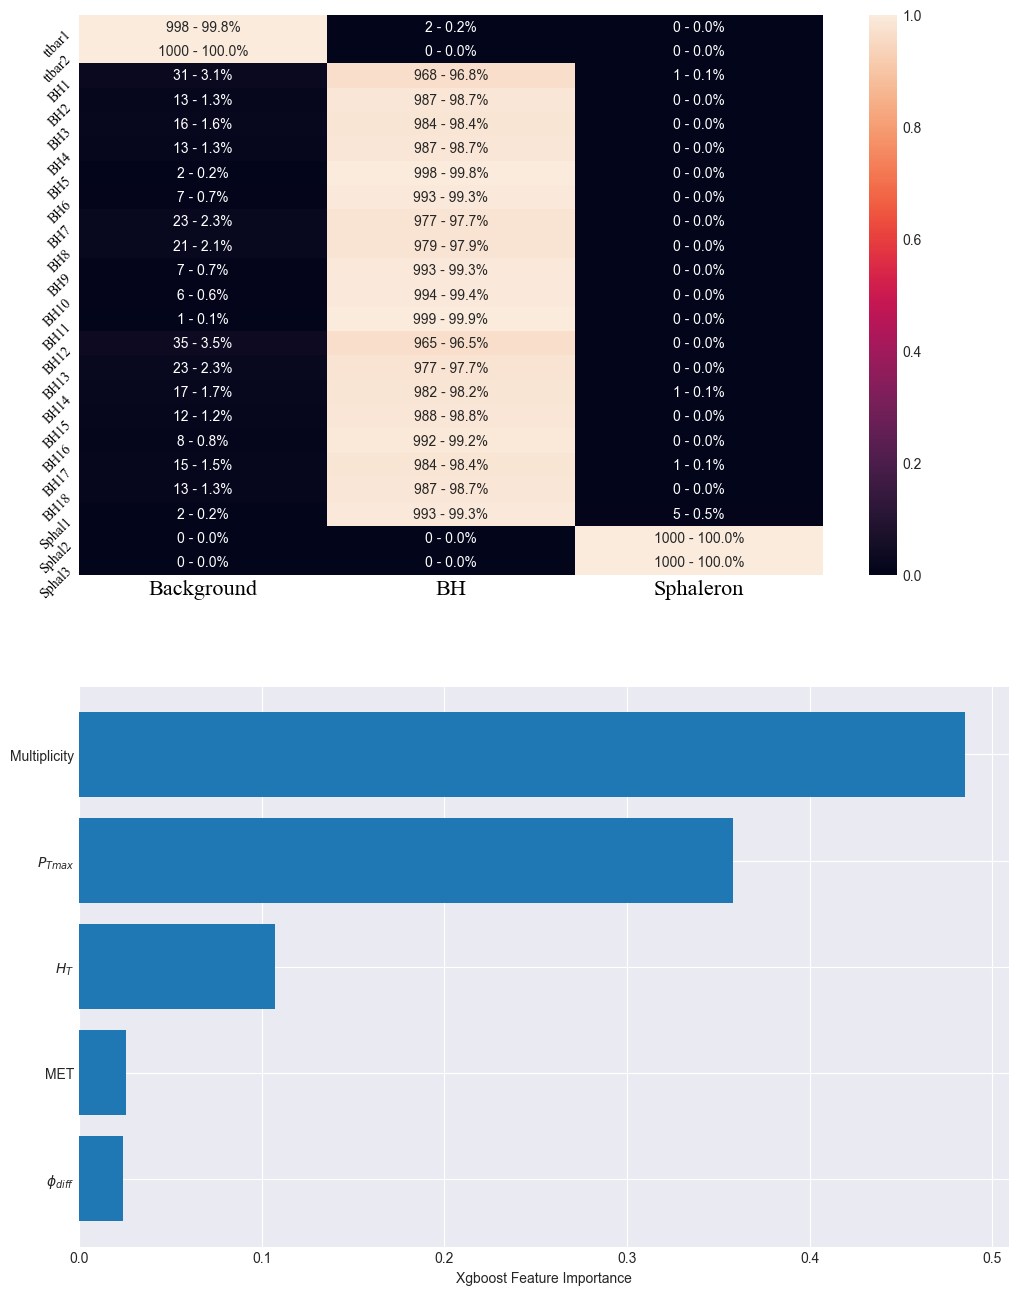 ttbar1 998 - 99.8% 2 - 0.2% 0 - 0.0%
ttbar2 1000 - 100.0% 0 - 0.0% 0 - 0.0%
BH1 31 - 3.1% 968 - 96.8% 1 - 0.1%
BH2 13 - 1.3% 987 - 98.7% 0 - 0.0%
BH3 16 - 1.6% 984 - 98.4% 0 - 0.0%
BH4 13 - 1.3% 987 - 98.7% 0 - 0.0%
BH5 2 - 0.2% 998 - 99.8% 0 - 0.0%
BH6 7 - 0.7% 993 - 99.3% 0 - 0.0%
BH7 23 - 2.3% 977 - 97.7% 0 - 0.0%
BH8 21 - 2.1% 979 - 97.9% 0 - 0.0%
BH9 7 - 0.7% 993 - 99.3% 0 - 0.0%
BH10 6 - 0.6% 994 - 99.4% 0 - 0.0%
BH11 1 - 0.1% 999 - 99.9% 0 - 0.0%
BH12 35 - 3.5% 965 - 96.5% 0 - 0.0%
BH13 23 - 2.3% 977 - 97.7% 0 - 0.0%
BH14 17 - 1.7% 982 - 98.2% 1 - 0.1%
BH15 12 - 1.2% 988 - 98.8% 0 - 0.0%
BH16 8 - 0.8% 992 - 99.2% 0 - 0.0%
BH17 15 - 1.5% 984 - 98.4% 1 - 0.1%
BH18 13 - 1.3% 987 - 98.7% 0 - 0.0%
Sphal1 2 - 0.2% 993 - 99.3% 5 - 0.5%
Sphal2 0 - 0.0% 0 - 0.0% 1000 - 100.0%
Sphal3 0 - 0.0% 0 - 0.0% 1000 - 100.0%
Background BH Sphaleron
1.0
0.8
0.6
0.4
0.2
0.0
Multiplicity
P_{Tmax}
H_T
MET
ϕ_{diff}
0.0 0.1 0.2 0.3 0.4 0.5
Xgboost Feature Importance